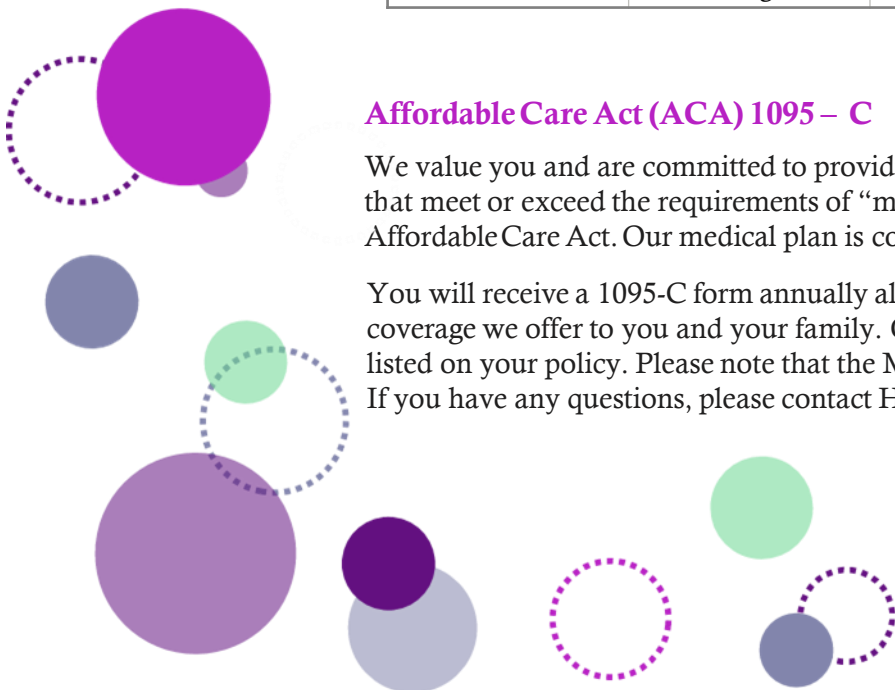 Affordable Care Act (ACA) 1095 – C
We value you and are committed to provid
that meet or exceed the requirements of “m
Affordable Care Act. Our medical plan is co
You will receive a 1095-C form annually al
coverage we offer to you and your family.
listed on your policy. Please note that the M
If you have any questions, please contact H